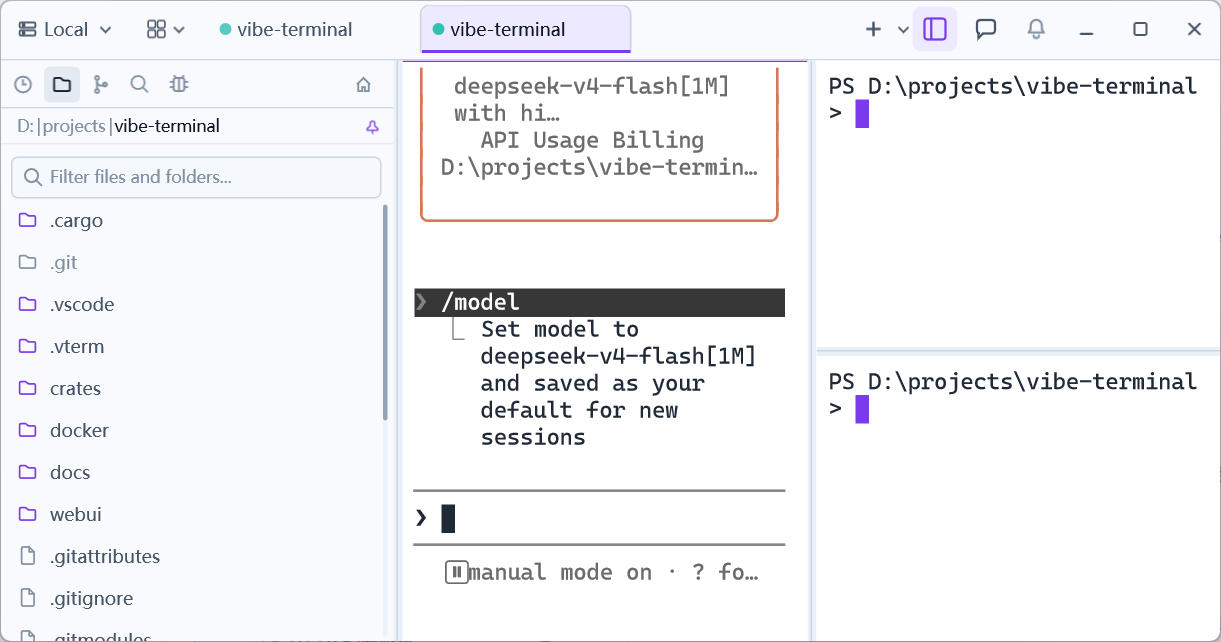 Local
vibe-terminal
vibe-terminal
D:|projects|vibe-terminal
Filter files and folders...
.cargo
.git
.vscode
.vterm
crates
docker
docs
webui
.gitattributes
.gitignore
.gitmodules
deepseek-v4-flash[1M]
with hi…
API Usage Billing
D:\projects\vibe-termin…
❯ /model
Set model to
deepseek-v4-flash[1M]
and saved as your
default for new
sessions
❯
manual mode on · ? fo…
PS D:\projects\vibe-terminal
>
PS D:\projects\vibe-terminal
>